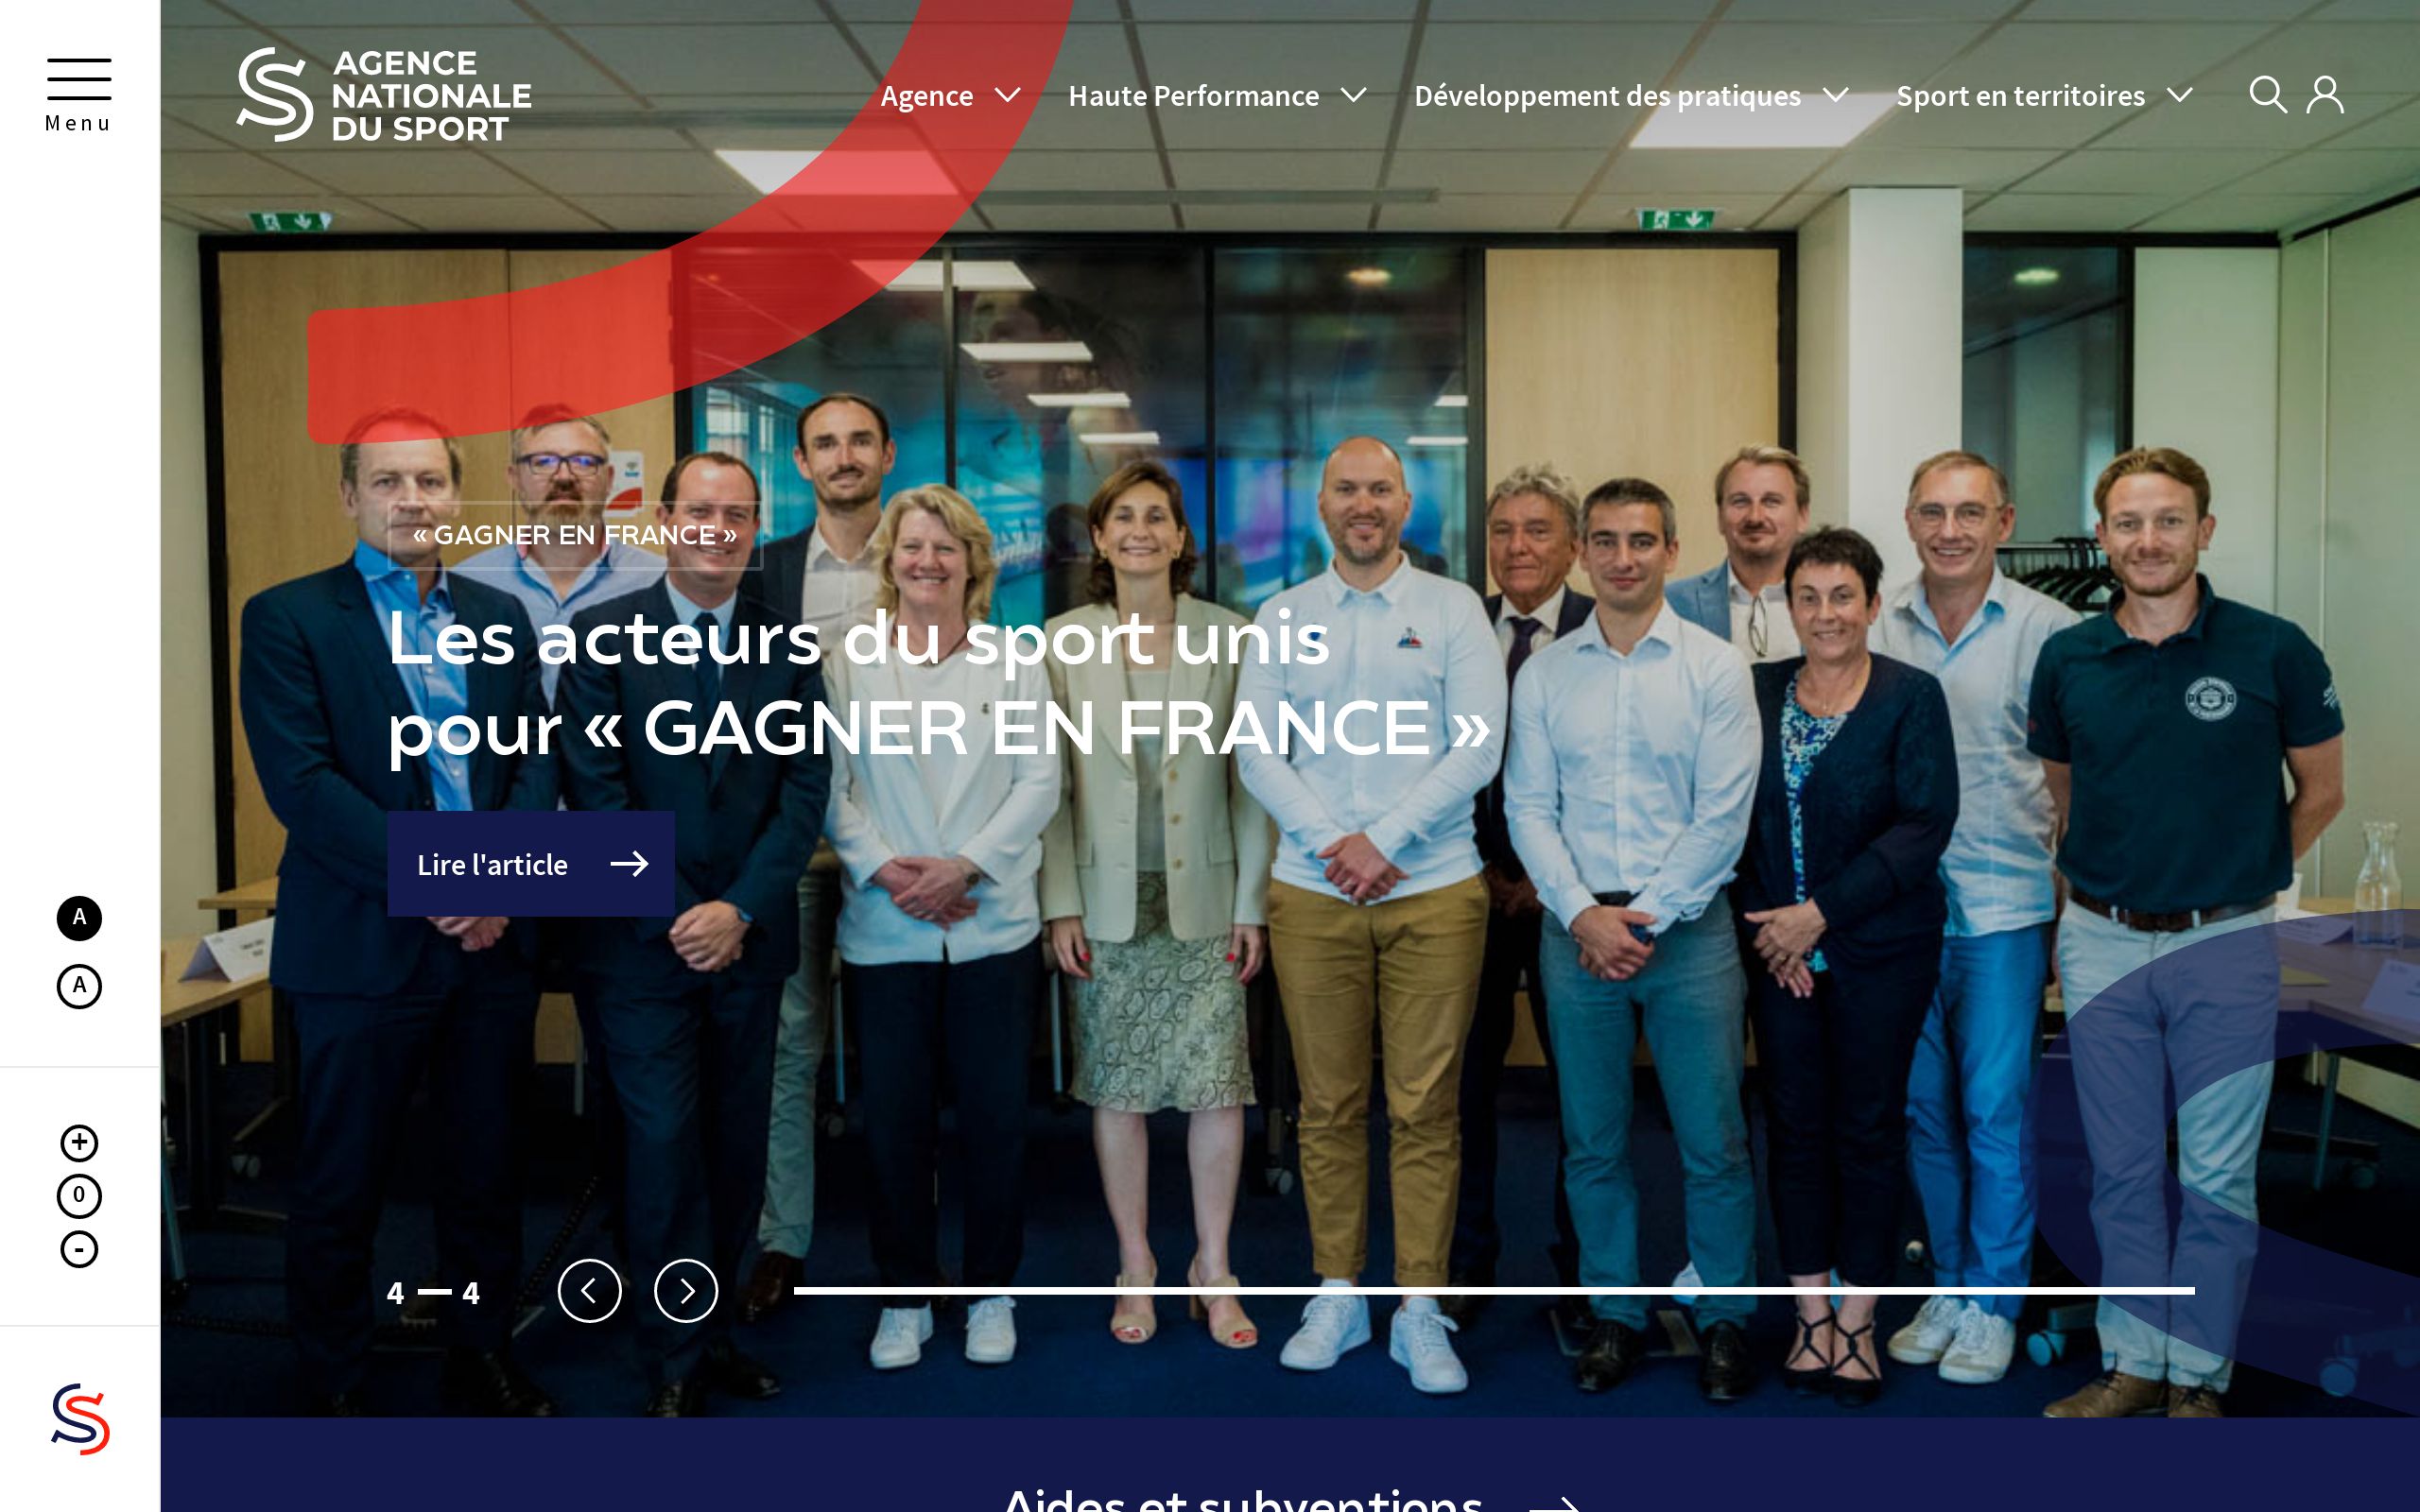 Menu
AGENCE
NATIONALE
DU SPORT
Agence
Haute Performance
Développement des pratiques
Sport en territoires
« GAGNER EN FRANCE »
Les acteurs du sport unis
pour « GAGNER EN FRANCE »
Lire l'article
A
A
+
0
-
4 — 4
Aides et subventions